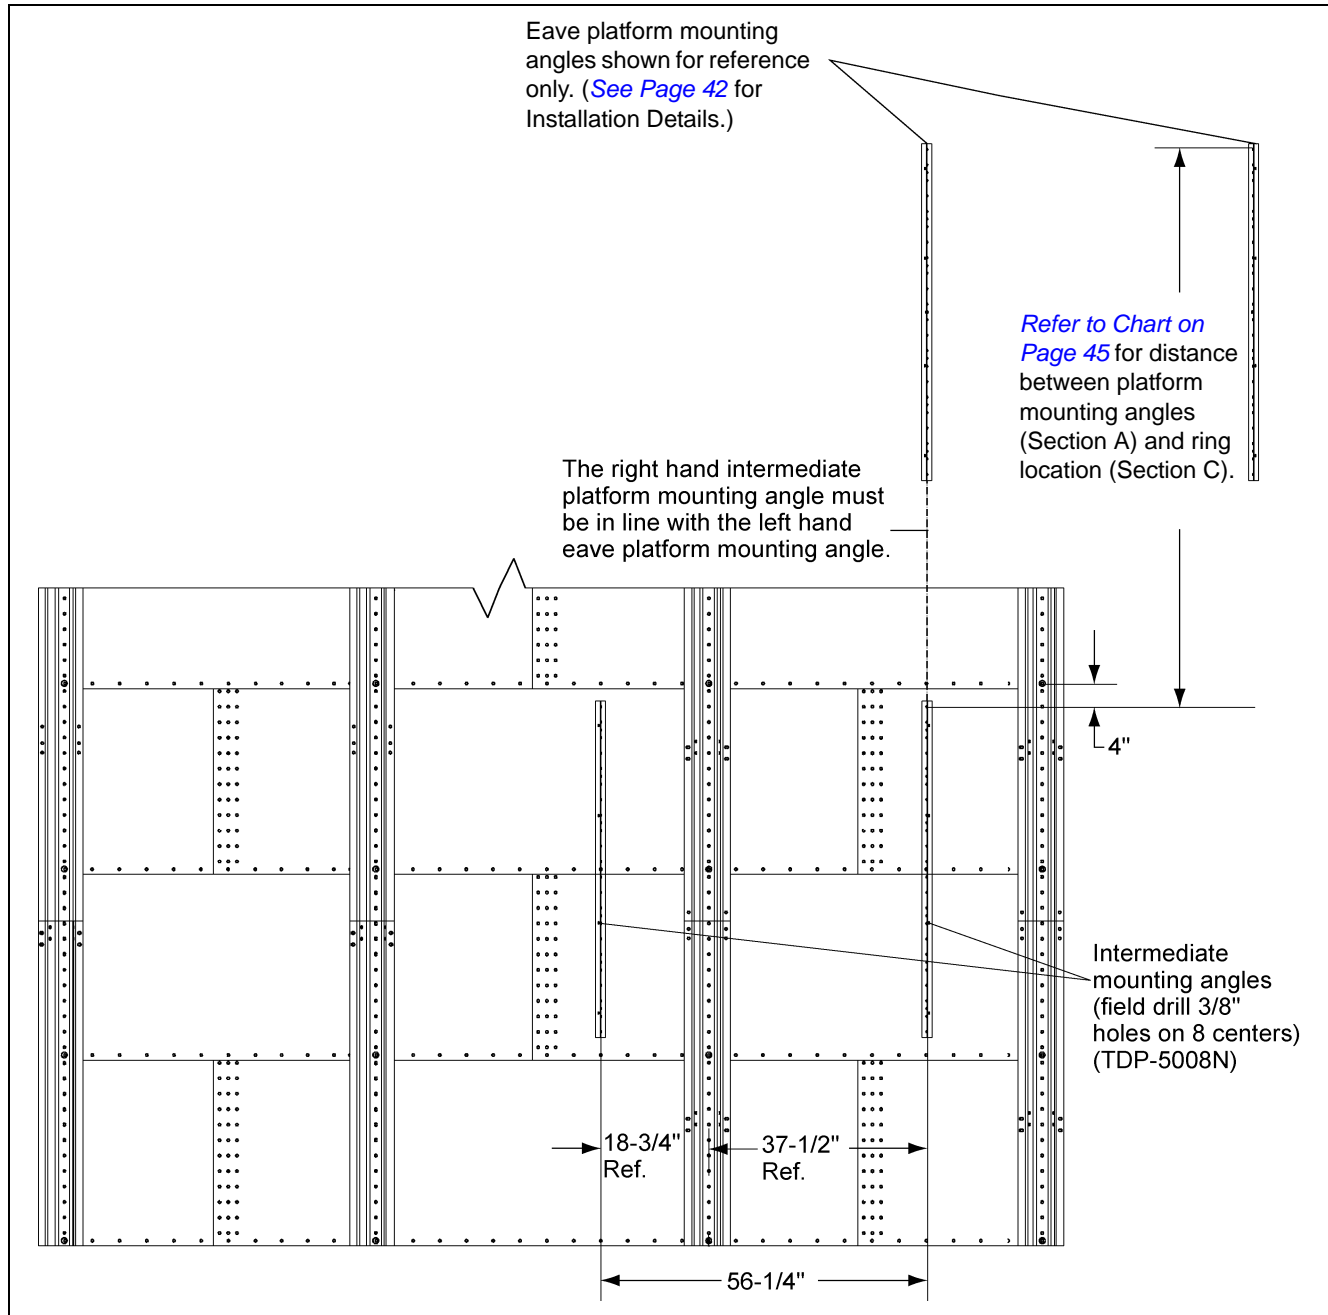 Eave platform mounting
angles shown for reference
only. (See Page 42 for
Installation Details.)
Refer to Chart on
Page 45 for distance
between platform
mounting angles
(Section A) and ring
location (Section C).
The right hand intermediate
platform mounting angle must
be in line with the left hand
eave platform mounting angle.
4"
Intermediate
mounting angles
(field drill 3/8"
holes on 8 centers)
(TDP-5008N)
18-3/4"
Ref.
37-1/2"
Ref.
56-1/4"